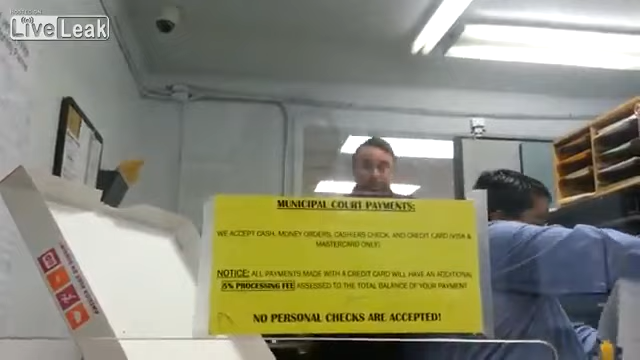 HOSTED ON
LiveLeak
MUNICIPAL COURT PAYMENTS:
WE ACCEPT CASH, MONEY ORDERS, CASHIERS CHECK, AND CREDIT CARD (VISA &
MASTERCARD ONLY)
NOTICE: ALL PAYMENTS MADE WITH A CREDIT CARD WILL HAVE AN ADDITIONAL
5% PROCESSING FEE ASSESSED TO THE TOTAL BALANCE OF YOUR PAYMENT
NO PERSONAL CHECKS ARE ACCEPTED!